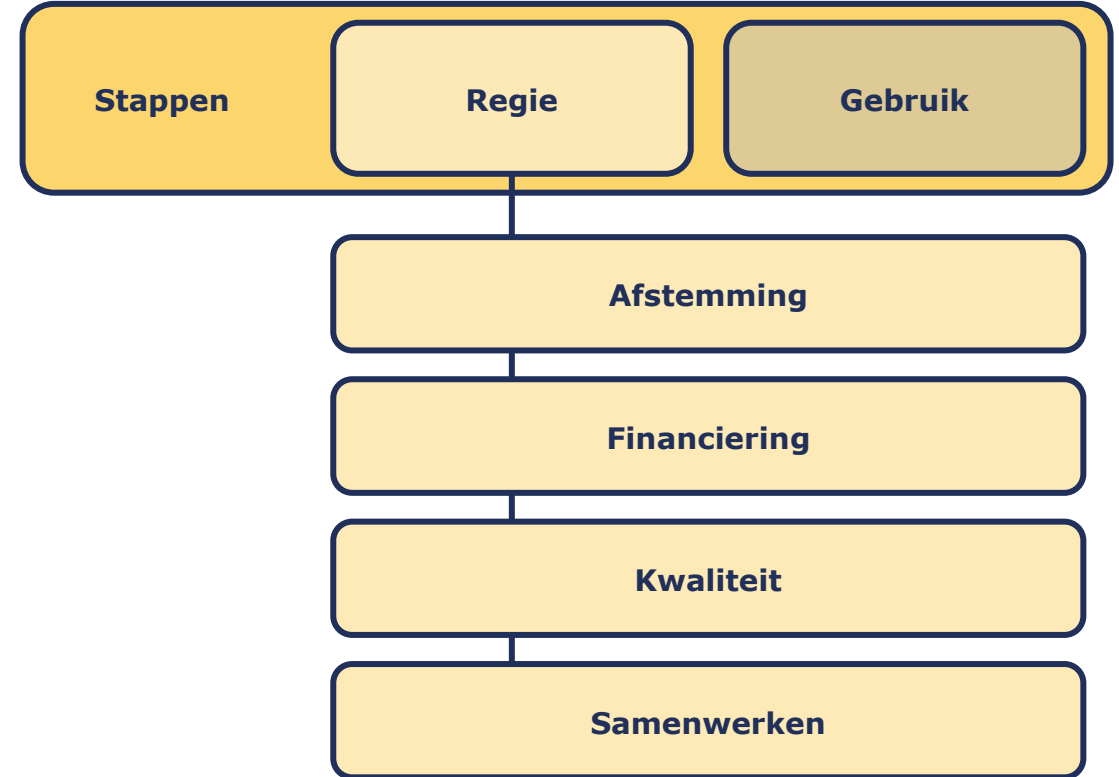 Stappen
Regie
Gebruik
Afstemming
Financiering
Kwaliteit
Samenwerken